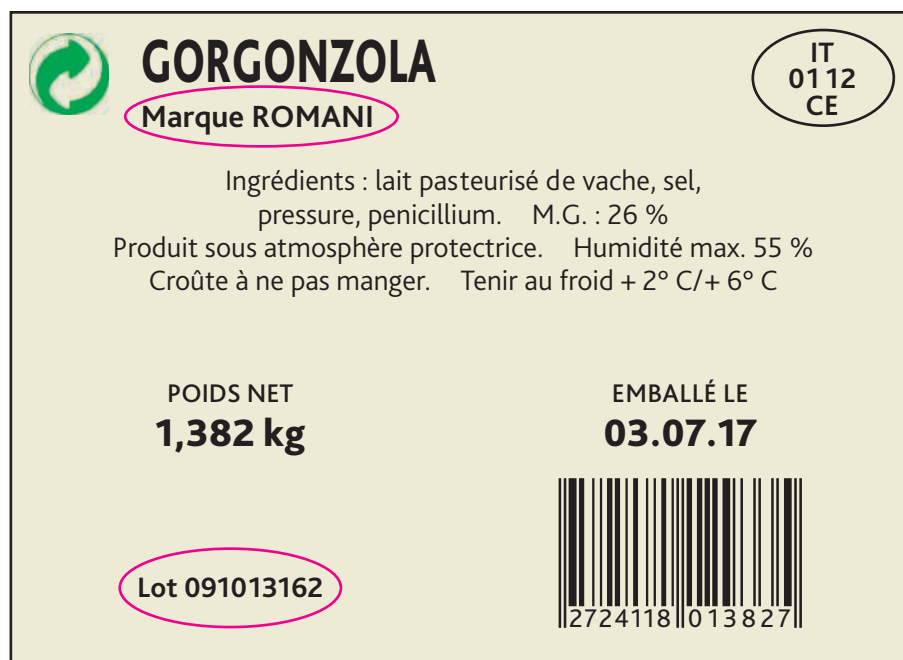 GORGONZOLA
Marque ROMANI
IT
01 12
CE
Ingrédients : lait pasteurisé de vache, sel,
pressure, penicillium. M.G. : 26 %
Produit sous atmosphère protectrice. Humidité max. 55 %
Croûte à ne pas manger. Tenir au froid + 2° C/+ 6° C
POIDS NET
1,382 kg
EMBALLÉ LE
03.07.17
Lot 091013162
2724118 013827